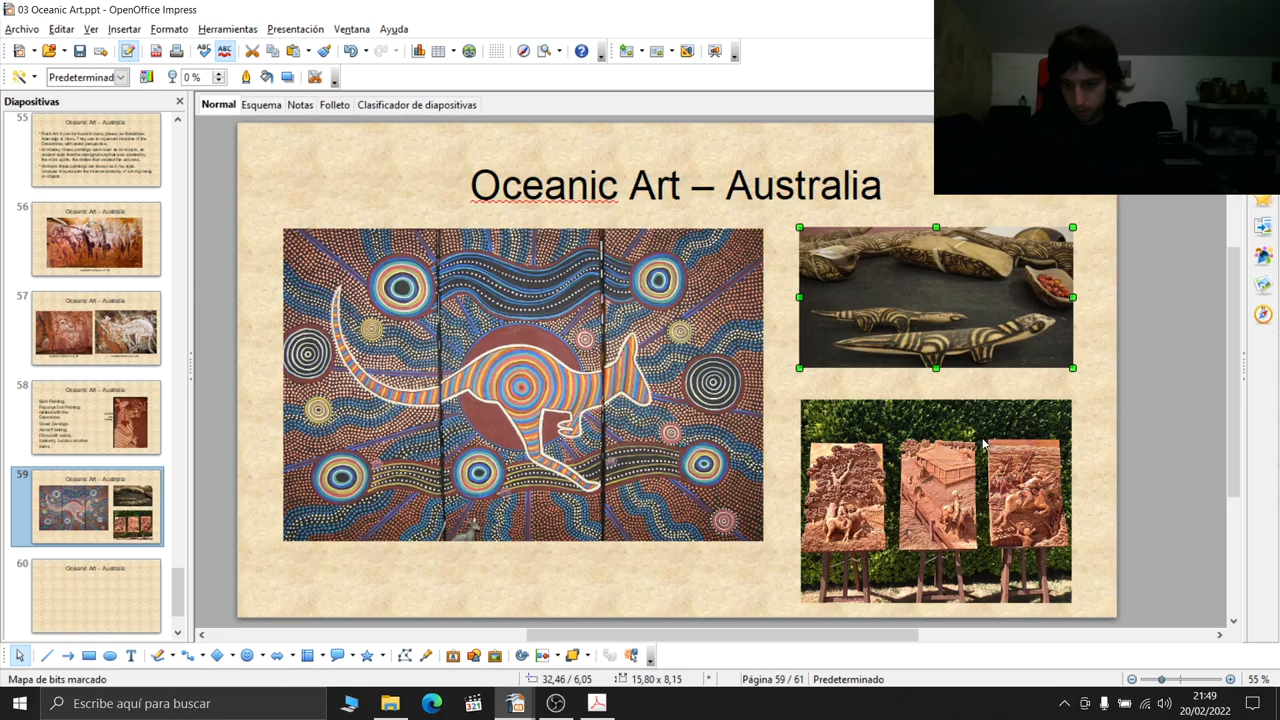 03 Oceanic Art.ppt - OpenOffice Impress
Archivo Editar Ver Insertar Formato Herramientas Presentación Ventana Ayuda
Predeterminad 0 %
Diapositivas
Normal Esquema Notas Folleto Clasificador de diapositivas
55
Oceanic Art – Australia
56
Oceanic Art – Australia
57
Oceanic Art – Australia
58
Oceanic Art – Australia
Bark Painting.
59
60
Oceanic Art – Australia
Oceanic Art – Australia
Mapa de bits marcado 32,46 / 6,05 15,80 x 8,15 * Página 59 / 61 Predeterminado 55 %
Escribe aquí para buscar
321
21:49
20/02/2022